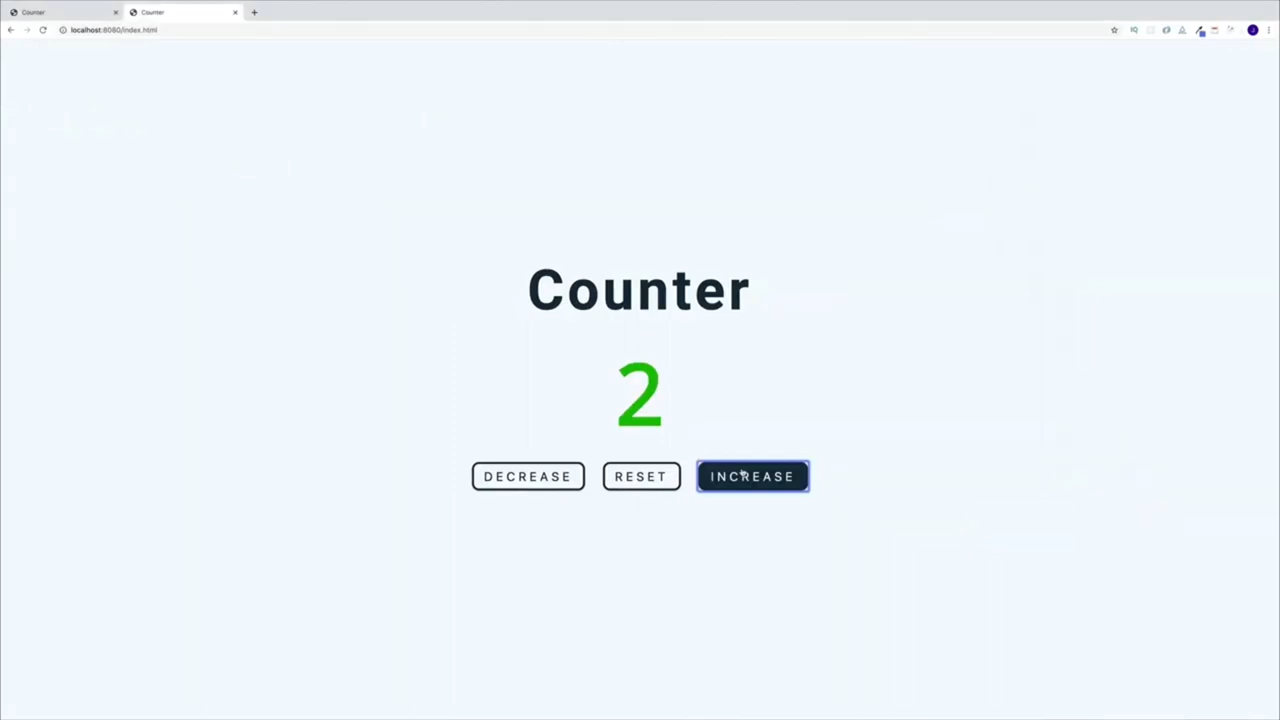 Counter
Counter
localhost:8080/index.html
Counter
2
DECREASE
RESET
INCREASE